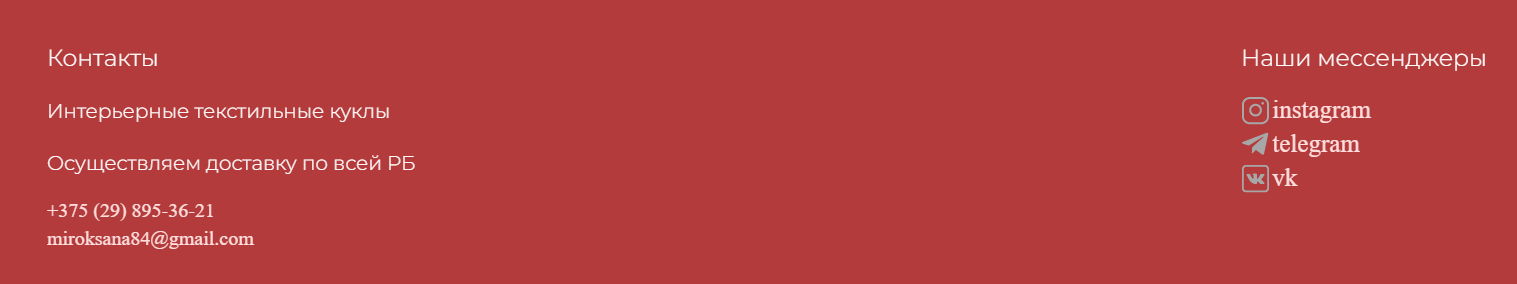 Контакты
Интерьерные текстильные куклы
Осуществляем доставку по всей РБ
+375 (29) 895-36-21
miroksana84@gmail.com
Наши мессенджеры
instagram
telegram
vk